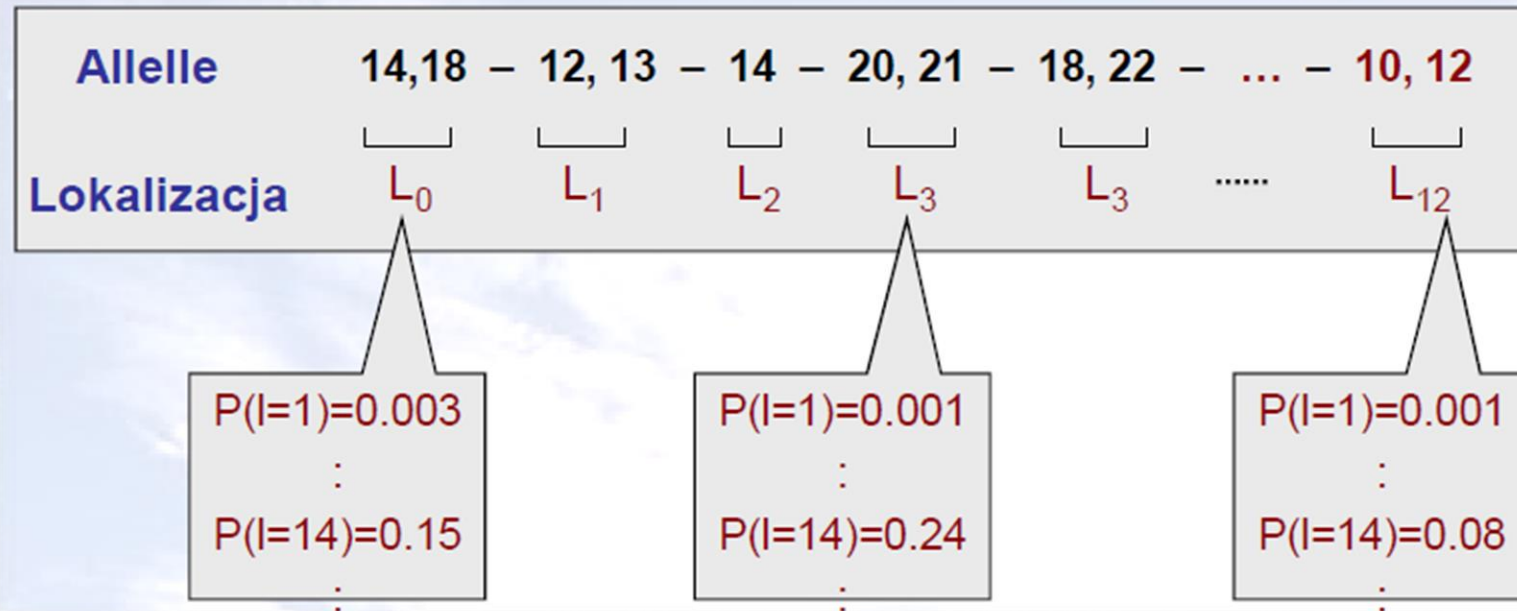 Allelle 14,18 – 12, 13 – 14 – 20, 21 – 18, 22 – ... – 10, 12
Lokalizacja L0 L1 L2 L3 L3 ...... L12
P(l=1)=0.003
:
P(l=14)=0.15
:
P(l=1)=0.001
:
P(l=14)=0.24
:
P(l=1)=0.001
:
P(l=14)=0.08
: